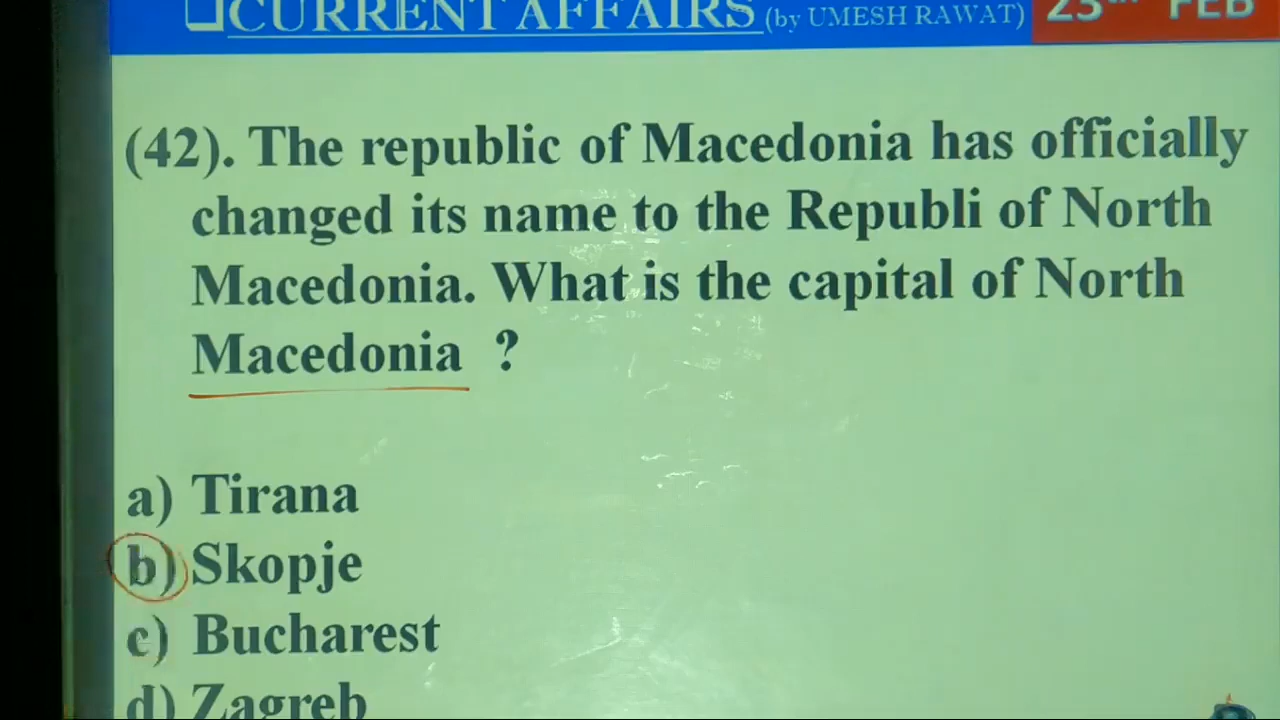 ❑CURRENT AFFAIRS (by UMESH RAWAT) 23rd FEB
(42). The republic of Macedonia has officially
changed its name to the Republi of North
Macedonia. What is the capital of North
Macedonia ?
a) Tirana
b) Skopje
c) Bucharest
d) Zagreb